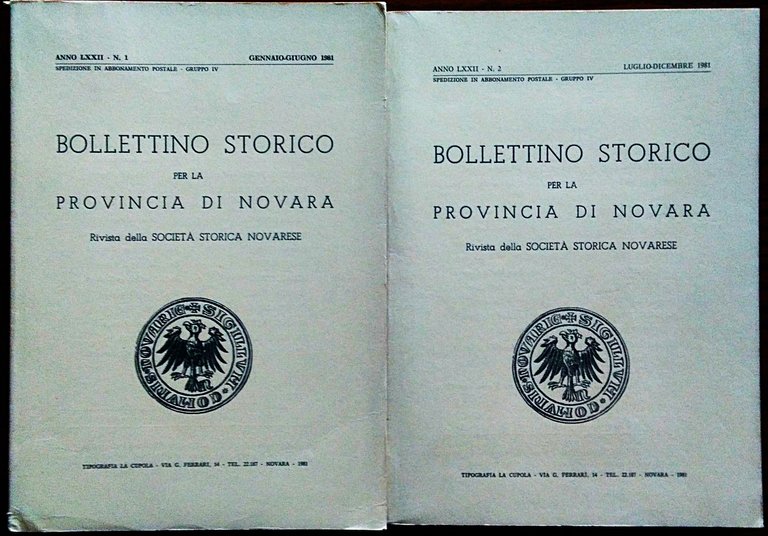 ANNO LXXII - N. 1 GENNAIO-GIUGNO 1981
SPEDIZIONE IN ABBONAMENTO POSTALE - GRUPPO IV
BOLLETTINO STORICO
PER LA
PROVINCIA DI NOVARA
Rivista della SOCIETÀ STORICA NOVARESE
TIPOGRAFIA LA CUPOLA - VIA G. FERRARI, 14 - TEL. 22.187 - NOVARA - 1981
ANNO LXXII - N. 2 LUGLIO-DICEMBRE 1981
SPEDIZIONE IN ABBONAMENTO POSTALE - GRUPPO IV
BOLLETTINO STORICO
PER LA
PROVINCIA DI NOVARA
Rivista della SOCIETÀ STORICA NOVARESE
TIPOGRAFIA LA CUPOLA - VIA G. FERRARI, 14 - TEL. 22.187 - NOVARA - 1981